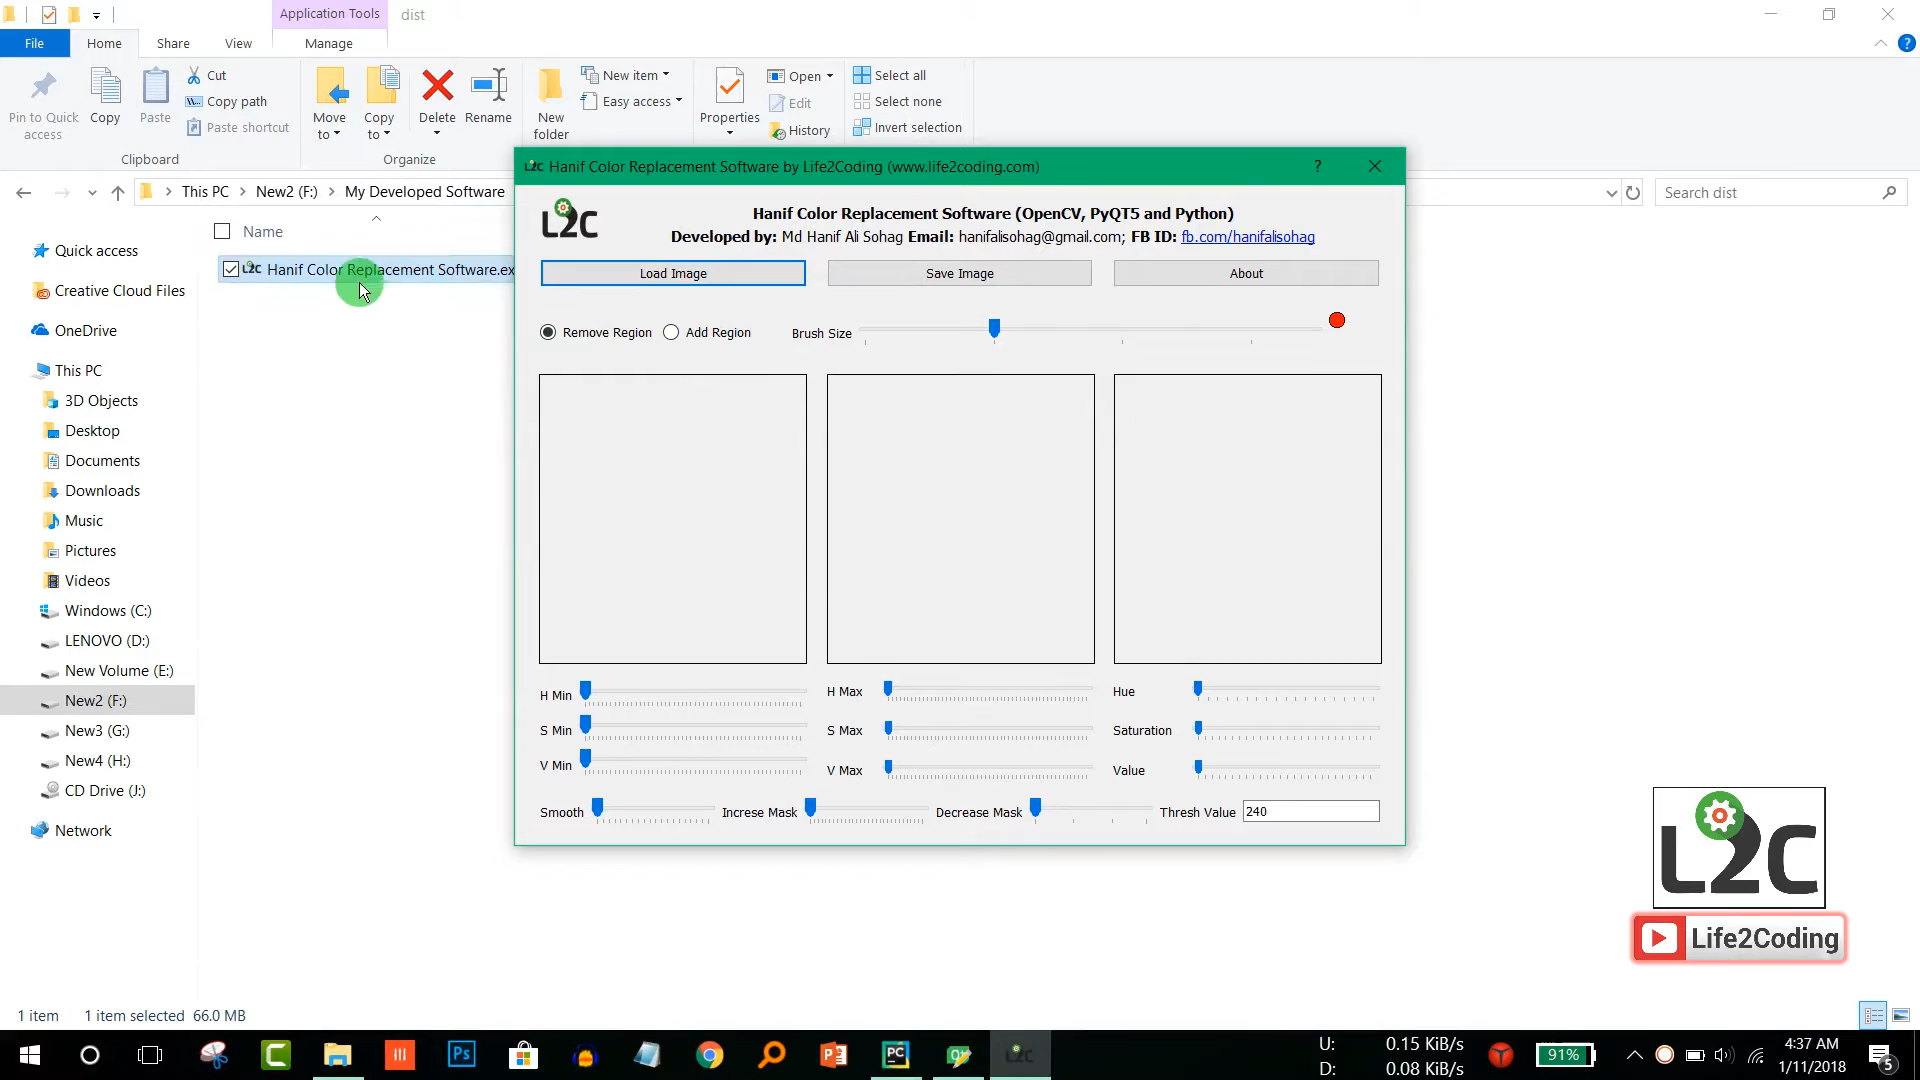 Application Tools dist
File Home Share View Manage
Pin to Quick access
Copy
Paste
Cut
Copy path
Paste shortcut
Clipboard
Move to
Copy to
Delete
Rename
Organize
New folder
New item
Easy access
Properties
Open
Edit
History
Select all
Select none
Invert selection
This PC New2 (F:) My Developed Software
Search dist
Name
Hanif Color Replacement Software.ex
Quick access
Creative Cloud Files
OneDrive
This PC
3D Objects
Desktop
Documents
Downloads
Music
Pictures
Videos
Windows (C:)
LENOVO (D:)
New Volume (E:)
New2 (F:)
New3 (G:)
New4 (H:)
CD Drive (J:)
Network
L2C Hanif Color Replacement Software by Life2Coding (www.life2coding.com) ?
L2C
Hanif Color Replacement Software (OpenCV, PyQT5 and Python)
Developed by: Md Hanif Ali Sohag Email: hanifalisohag@gmail.com; FB ID: fb.com/hanifalisohag
Load Image Save Image About
Remove Region Add Region Brush Size
H Min H Max Hue
S Min S Max Saturation
V Min V Max Value
Smooth Increse Mask Decrease Mask Thresh Value 240
L2C
Life2Coding
1 item 1 item selected 66.0 MB
Ps
PC
L2C
U: 0.15 KiB/s
D: 0.08 KiB/s
91%
4:37 AM
1/11/2018
5